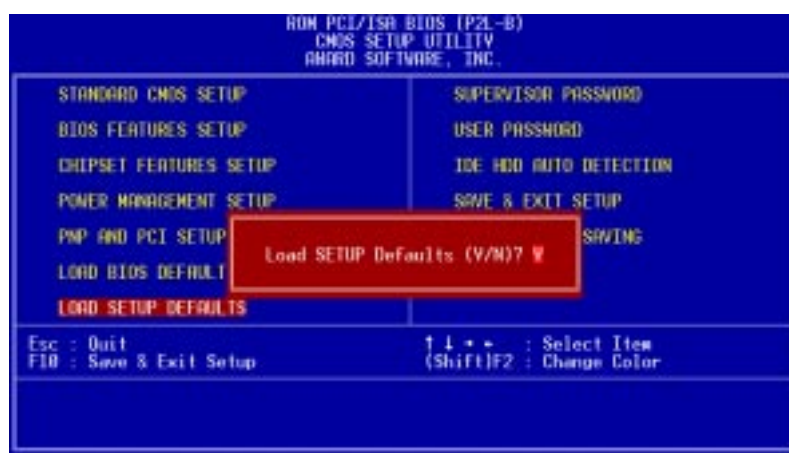 ROM PCI/ISA BIOS (P2L-B)
CMOS SETUP UTILITY
AWARD SOFTWARE, INC.
STANDARD CMOS SETUP
BIOS FEATURES SETUP
CHIPSET FEATURES SETUP
POWER MANAGEMENT SETUP
PNP AND PCI SETUP
LOAD BIOS DEFAULT
LOAD SETUP DEFAULTS
SUPERVISOR PASSWORD
USER PASSWORD
IDE HDD AUTO DETECTION
SAVE & EXIT SETUP
SAVING
Load SETUP Defaults (Y/N)? Y
Esc : Quit
F10 : Save & Exit Setup
↑ ↓ → ← : Select Item
(Shift)F2 : Change Color